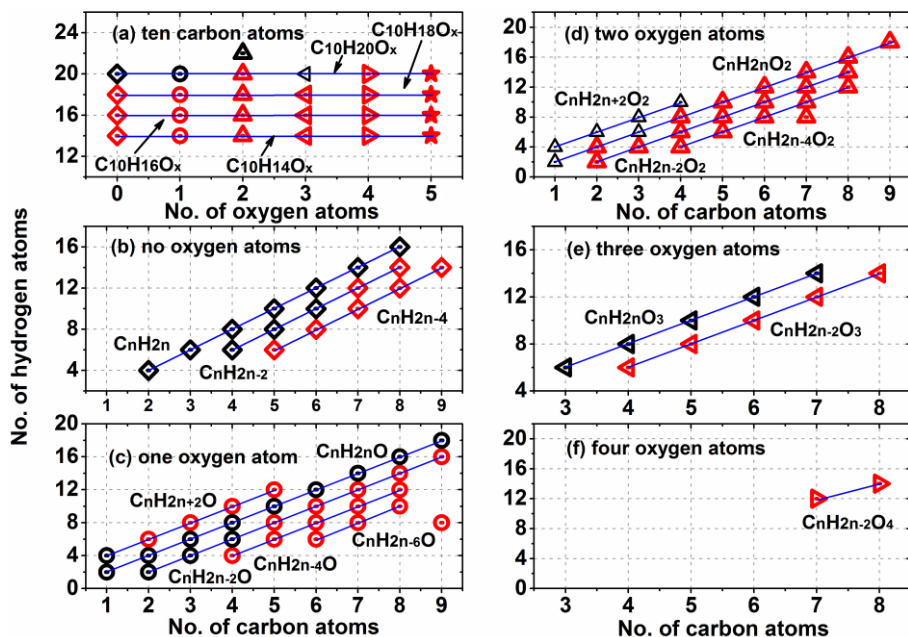 No. of hydrogen atoms
(a) ten carbon atoms
C10H20Ox
C10H18Ox
C10H16Ox
C10H14Ox
24
20
16
12
0 1 2 3 4 5
No. of oxygen atoms
(b) no oxygen atoms
CnH2n
CnH2n-2
CnH2n-4
16
12
8
4
1 2 3 4 5 6 7 8 9
(c) one oxygen atom
CnH2nO
CnH2n+2O
CnH2n-6O
CnH2n-4O
CnH2n-2O
20
16
12
8
4
0
1 2 3 4 5 6 7 8 9
No. of carbon atoms
(d) two oxygen atoms
CnH2nO2
CnH2n+2O2
CnH2n-4O2
CnH2n-2O2
20
16
12
8
4
0
1 2 3 4 5 6 7 8 9
No. of carbon atoms
(e) three oxygen atoms
CnH2nO3
CnH2n-2O3
16
12
8
4
3 4 5 6 7 8
(f) four oxygen atoms
CnH2n-2O4
20
16
12
8
4
0
3 4 5 6 7 8
No. of carbon atoms